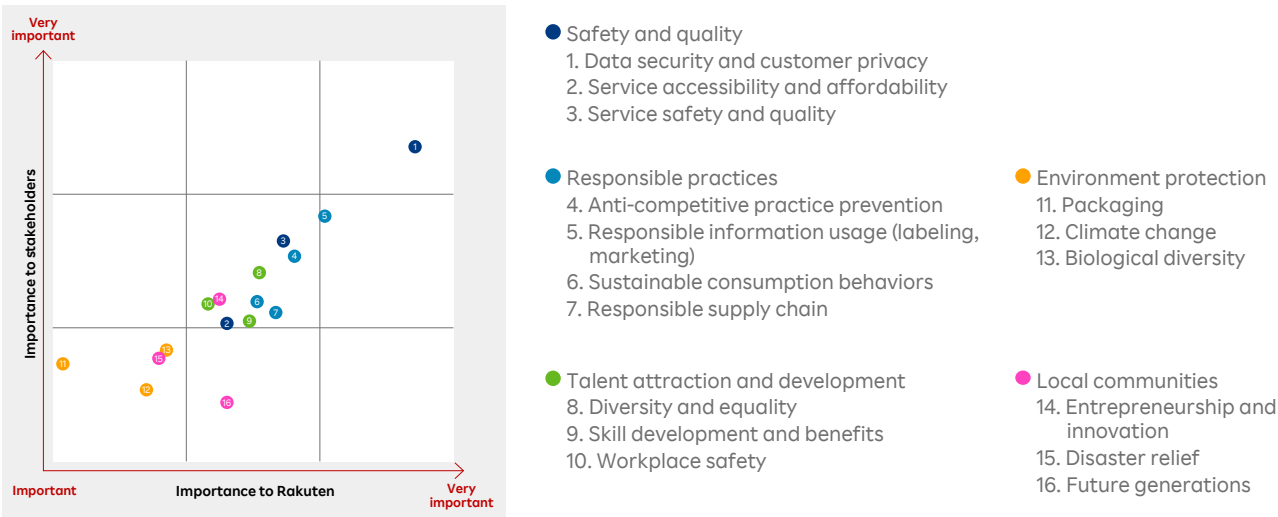 Very
important
Importance to stakeholders
1
5
3
4
8
14
10
6
7
9
2
13
15
11
12
16
Important
Importance to Rakuten
Very
important
Safety and quality
1. Data security and customer privacy
2. Service accessibility and affordability
3. Service safety and quality
Responsible practices
4. Anti-competitive practice prevention
5. Responsible information usage (labeling,
marketing)
6. Sustainable consumption behaviors
7. Responsible supply chain
Environment protection
11. Packaging
12. Climate change
13. Biological diversity
Talent attraction and development
8. Diversity and equality
9. Skill development and benefits
10. Workplace safety
Local communities
14. Entrepreneurship and
innovation
15. Disaster relief
16. Future generations